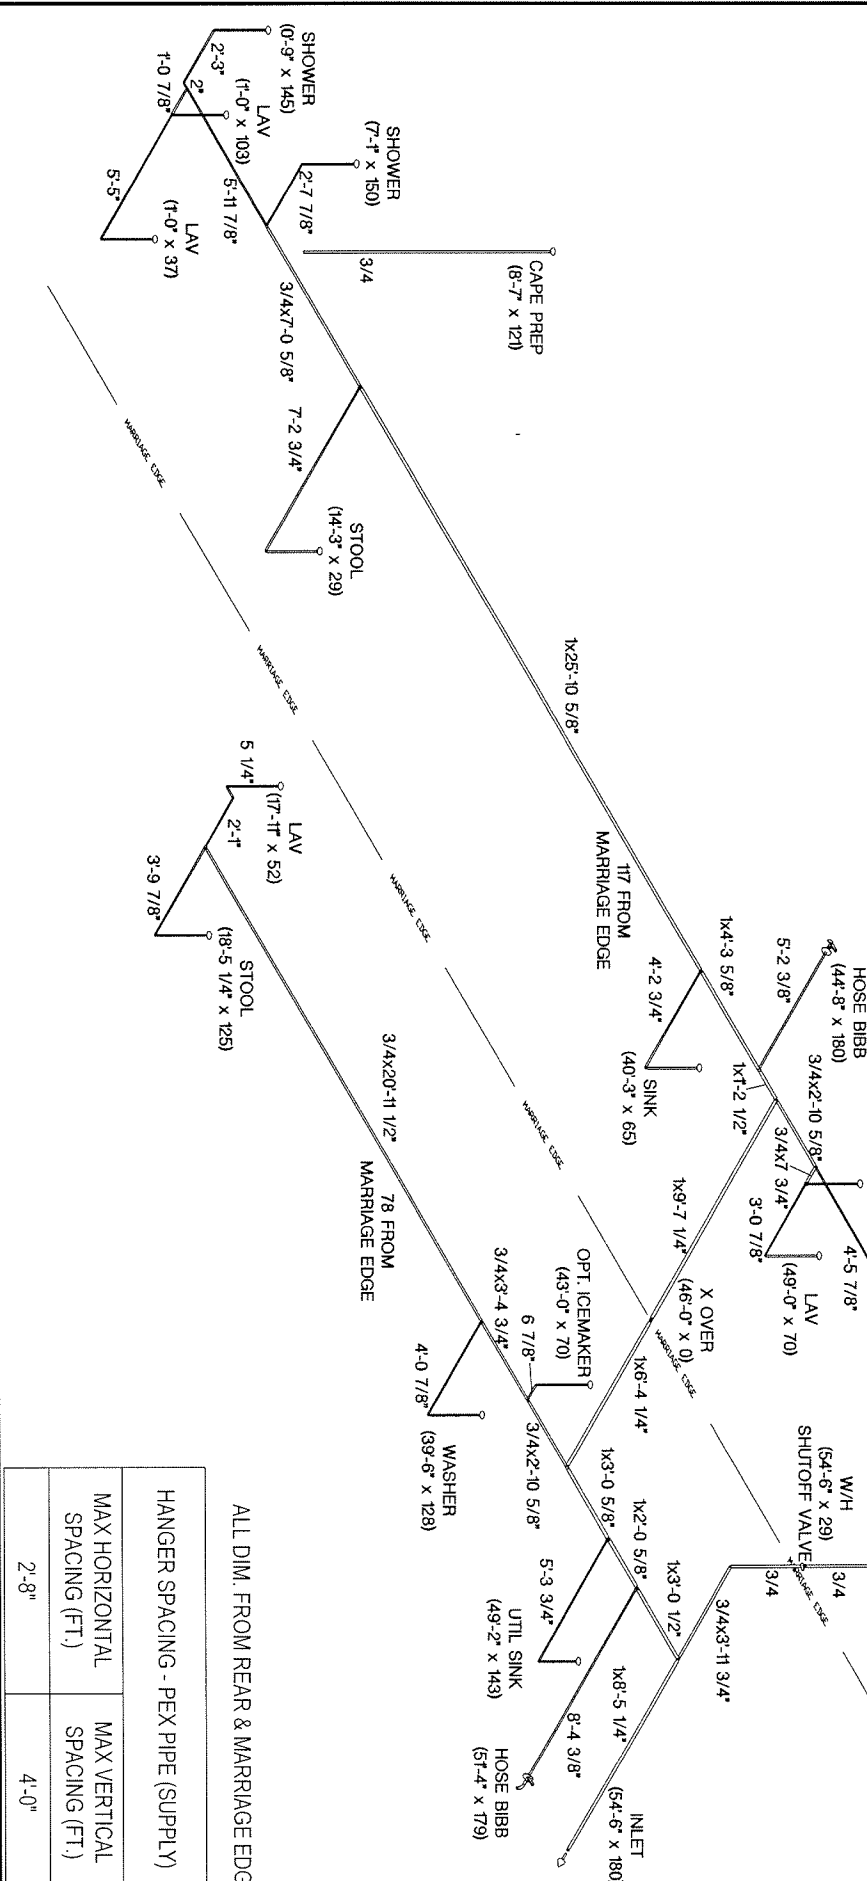 SHOWER
(0'-9" x 145)
2'-3"
LAV
(1'-0" x 103)
2"
1'-0 7/8"
5'-5"
LAV
(1'-0" x 37)
5'-11 7/8"
SHOWER
(7'-1" x 150)
2'-7 7/8"
CAPE PREP
(8'-7" x 121)
3/4
3/4x7'-0 5/8"
7'-2 3/4"
STOOL
(14'-3" x 29)
MARRIAGE EDGE
MARRIAGE EDGE
MARRIAGE EDGE
MARRIAGE EDGE
MARRIAGE EDGE
MARRIAGE EDGE
1x25'-10 5/8"
117 FROM
MARRIAGE EDGE
5 1/4"
LAV
(17'-11" x 52)
2'-1"
3'-9 7/8"
STOOL
(18'-5 1/4" x 125)
3/4x20'-11 1/2"
78 FROM
MARRIAGE EDGE
HOSE BIBB
(44'-8" x 180)
5'-2 3/8"
1x4'-3 5/8"
4'-2 3/4"
SINK
(40'-3" x 65)
1x1'-2 1/2"
3/4x2'-10 5/8"
3/4x7 3/4"
3'-0 7/8"
4'-5 7/8"
LAV
(49'-0" x 70)
1x9'-7 1/4"
X OVER
(46'-0" x 0)
1x6'-4 1/4"
OPT. ICEMAKER
(43'-0" x 70)
6 7/8"
3/4x3'-4 3/4"
4'-0 7/8"
WASHER
(39'-6" x 128)
3/4x2'-10 5/8"
1x3'-0 5/8"
1x2'-0 5/8"
1x3'-0 1/2"
W/H
(54'-6" x 29)
SHUTOFF VALVE
3/4
3/4
3/4x3'-11 3/4"
5'-3 3/4"
UTIL SINK
(49'-2" x 143)
8'-4 3/8"
HOSE BIBB
(51'-4" x 179)
1x8'-5 1/4"
INLET
(54'-6" x 180)
ALL DIM. FROM REAR & MARRIAGE EDG
HANGER SPACING - PEX PIPE (SUPPLY)
MAX HORIZONTAL
SPACING (FT.)
MAX VERTICAL
SPACING (FT.)
2'-8"
4'-0"